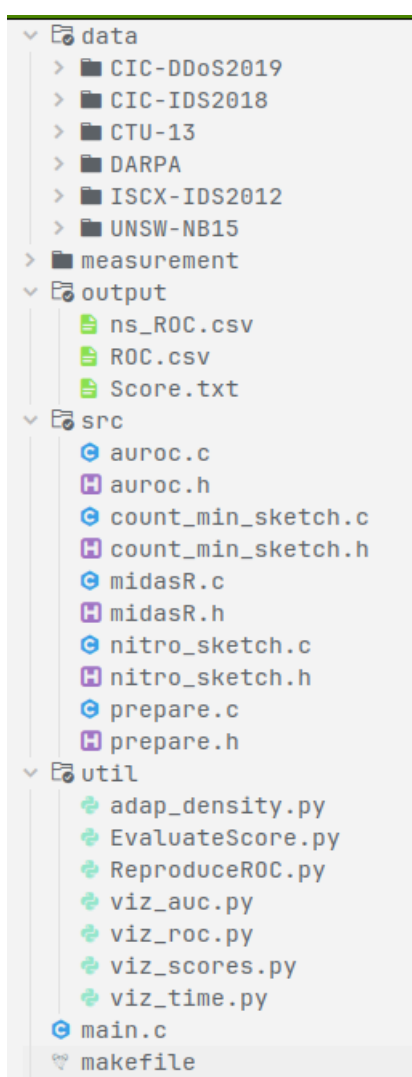 data
CIC-DDoS2019
CIC-IDS2018
CTU-13
DARPA
ISCX-IDS2012
UNSW-NB15
measurement
output
ns_ROC.csv
ROC.csv
Score.txt
src
auroc.c
auroc.h
count_min_sketch.c
count_min_sketch.h
midasR.c
midasR.h
nitro_sketch.c
nitro_sketch.h
prepare.c
prepare.h
util
adap_density.py
EvaluateScore.py
ReproduceROC.py
viz_auc.py
viz_roc.py
viz_scores.py
viz_time.py
main.c
makefile